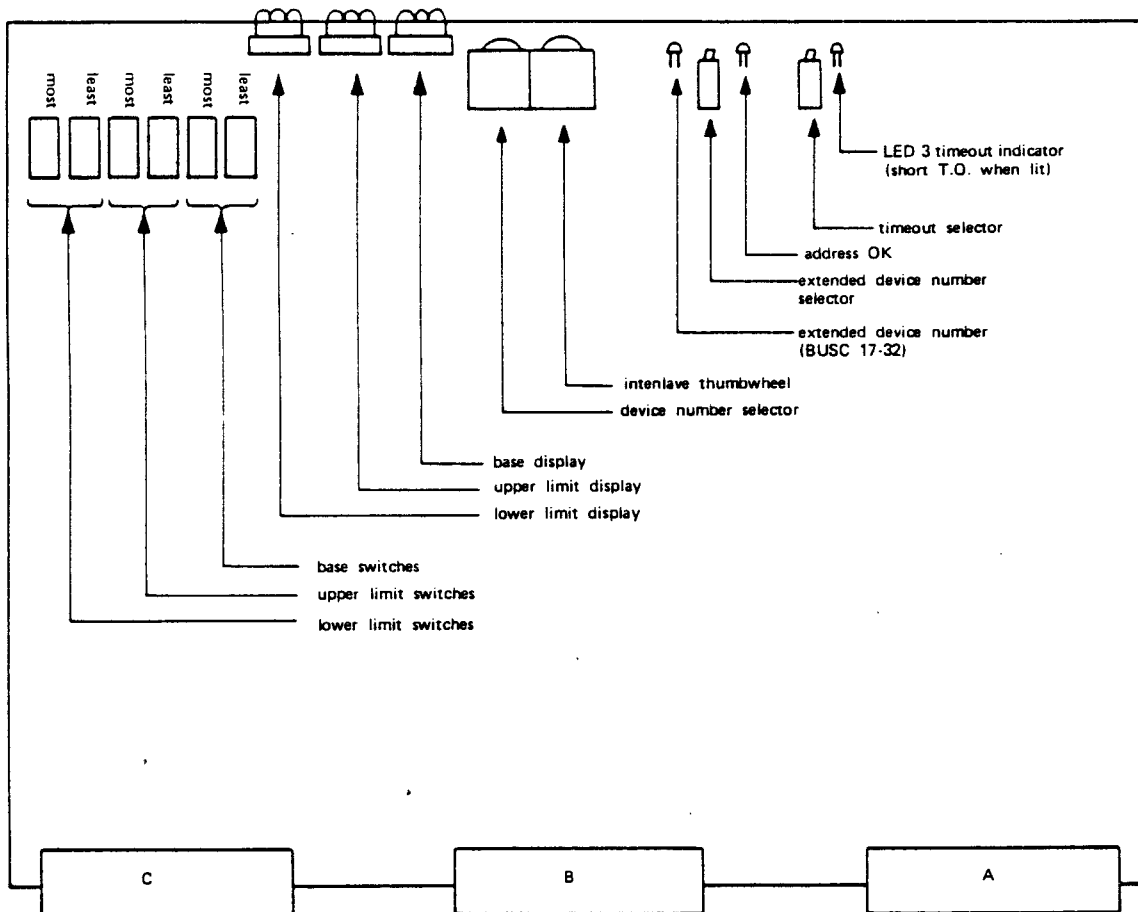 most
least
most
least
most
least
LED 3 timeout indicator
(short T.O. when lit)
timeout selector
address OK
extended device number
selector
extended device number
(BUSC 17-32)
intenlave thumbwheel
device number selector
base display
upper limit display
lower limit display
base switches
upper limit switches
lower limit switches
C
B
A